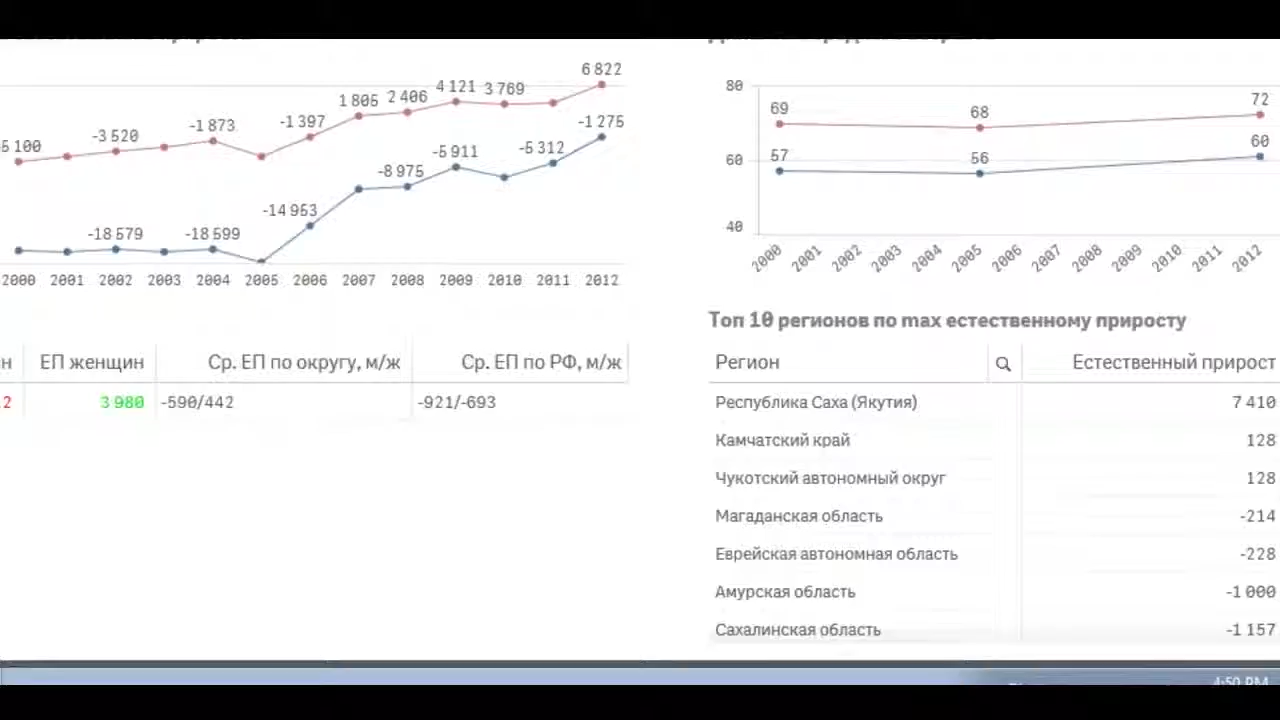 6 822
4 121
3 769
1 805
2 406
-1 397
-1 873
-3 520
5 100
-1 275
-5 911
-5 312
-8 975
-14 953
-18 579
-18 599
2000 2001 2002 2003 2004 2005 2006 2007 2008 2009 2010 2011 2012
н ЕП женщин Ср. ЕП по округу, м/ж Ср. ЕП по РФ, м/ж
2 3 980 -590/442 -921/-693
80
60
40
69 68 72
57 56 60
2000 2001 2002 2003 2004 2005 2006 2007 2008 2009 2010 2011 2012
Топ 10 регионов по max естественному приросту
Регион Естественный прирост
Республика Саха (Якутия) 7 410
Камчатский край 128
Чукотский автономный округ 128
Магаданская область -214
Еврейская автономная область -228
Амурская область -1 000
Сахалинская область -1 157
4:50 PM